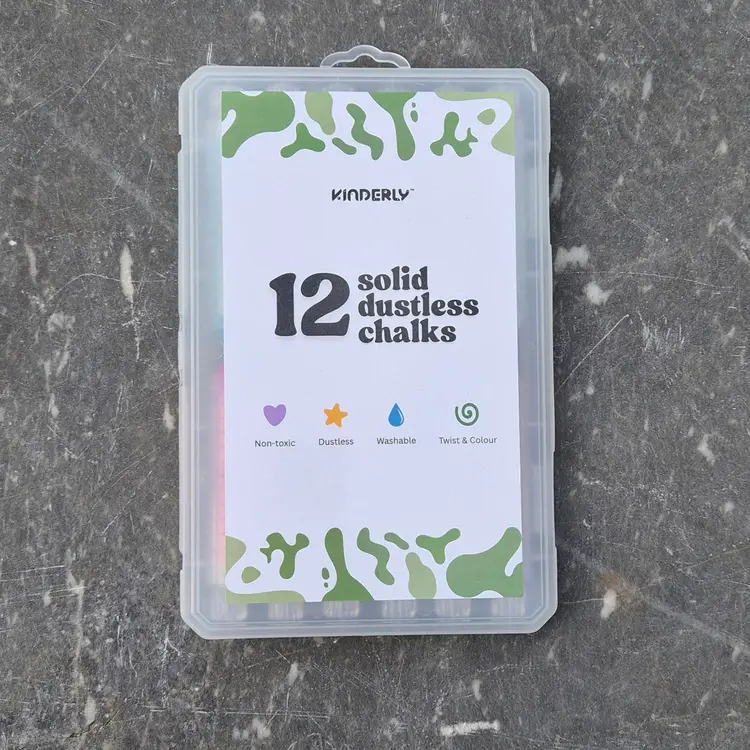 KINDERLY™
12 solid
dustless
chalks
Non-toxic Dustless Washable Twist & Colour